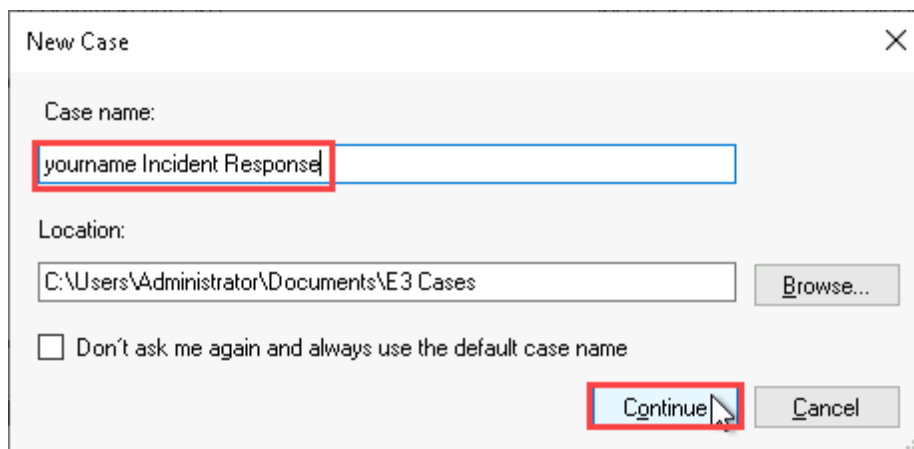 New Case
Case name:
yourname Incident Response
Location:
C:\Users\Administrator\Documents\E3 Cases
Browse...
Don't ask me again and always use the default case name
Continue
Cancel